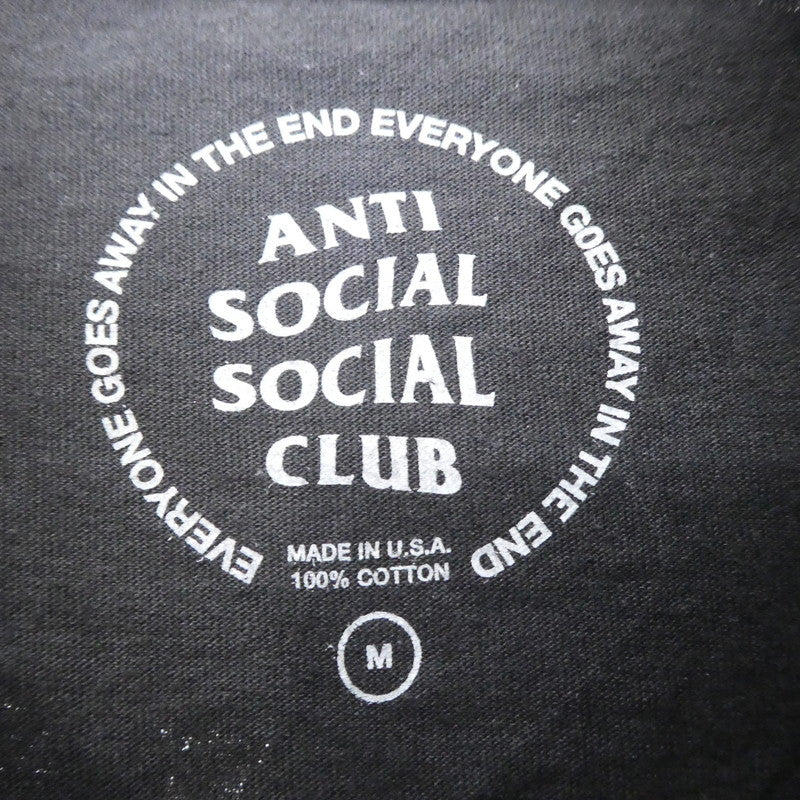 EVERYONE GOES AWAY IN THE END EVERYONE GOES AWAY IN THE END
ANTI
SOCIAL
SOCIAL
CLUB
MADE IN U.S.A.
100% COTTON
M